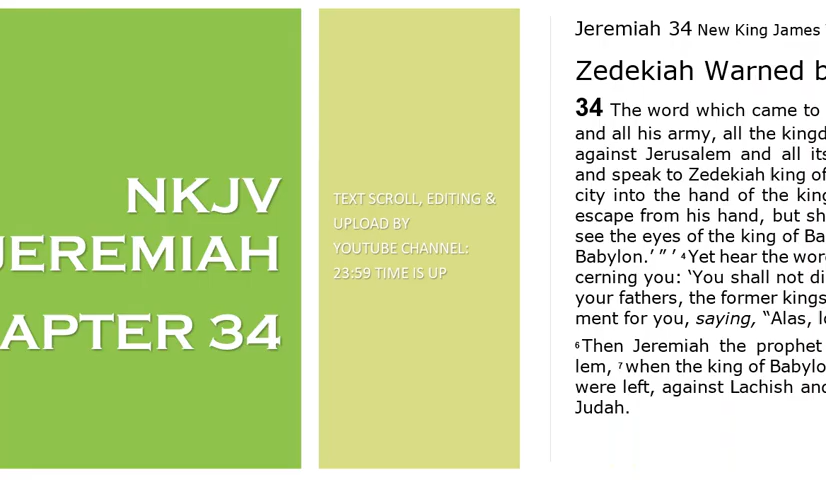 NKJV
JEREMIAH
APTER 34
TEXT SCROLL, EDITING &
UPLOAD BY
YOUTUBE CHANNEL:
23:59 TIME IS UP
Jeremiah 34 New King James
Zedekiah Warned b
34 The word which came to
and all his army, all the kingd
against Jerusalem and all its
and speak to Zedekiah king of
city into the hand of the king
escape from his hand, but sh
see the eyes of the king of Ba
Babylon.’ ” ’ 4 Yet hear the word
cerning you: ‘You shall not di
your fathers, the former kings
ment for you, saying, “Alas, lo
6 Then Jeremiah the prophet
lem, 7 when the king of Babylo
were left, against Lachish and
Judah.